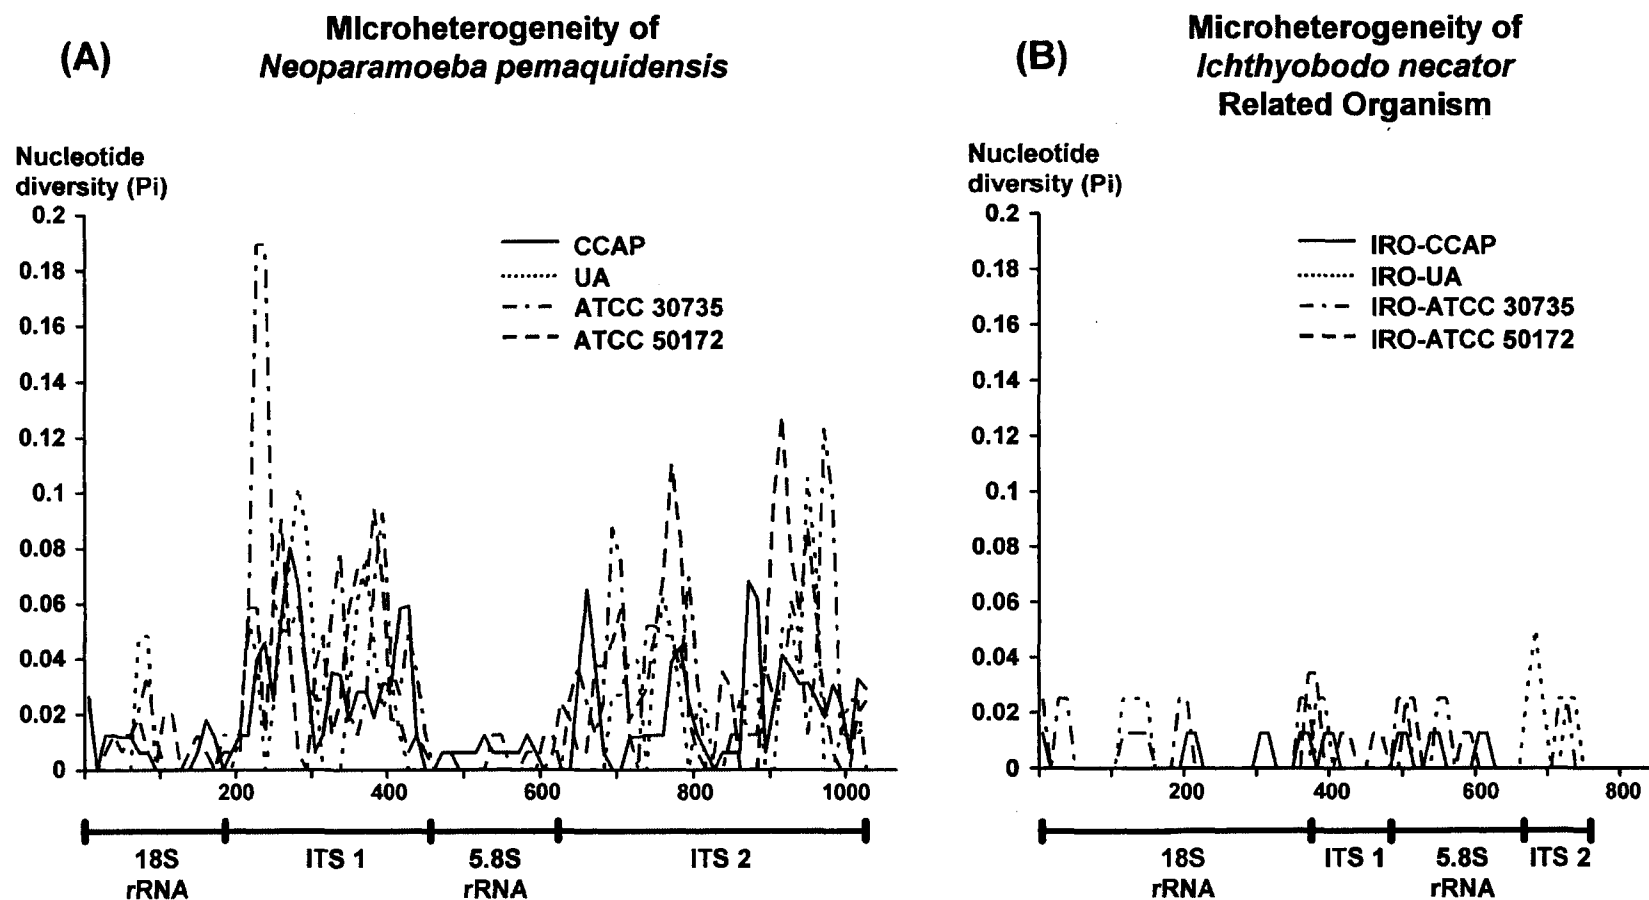 (A)
MIcroheterogeneity of
Neoparamoeba pemaquidensis
Nucleotide
diversity (Pi)
0.2
0.18
0.16
0.14
0.12
0.1
0.08
0.06
0.04
0.02
0
CCAP
UA
ATCC 30735
ATCC 50172
200
400
600
800
1000
18S
rRNA
ITS 1
5.8S
rRNA
ITS 2
(B)
Microheterogeneity of
Ichthyobodo necator
Related Organism
Nucleotide
diversity (Pi)
0.2
0.18
0.16
0.14
0.12
0.1
0.08
0.06
0.04
0.02
0
IRO-CCAP
IRO-UA
IRO-ATCC 30735
IRO-ATCC 50172
200
400
600
800
18S
rRNA
ITS 1
5.8S
rRNA
ITS 2